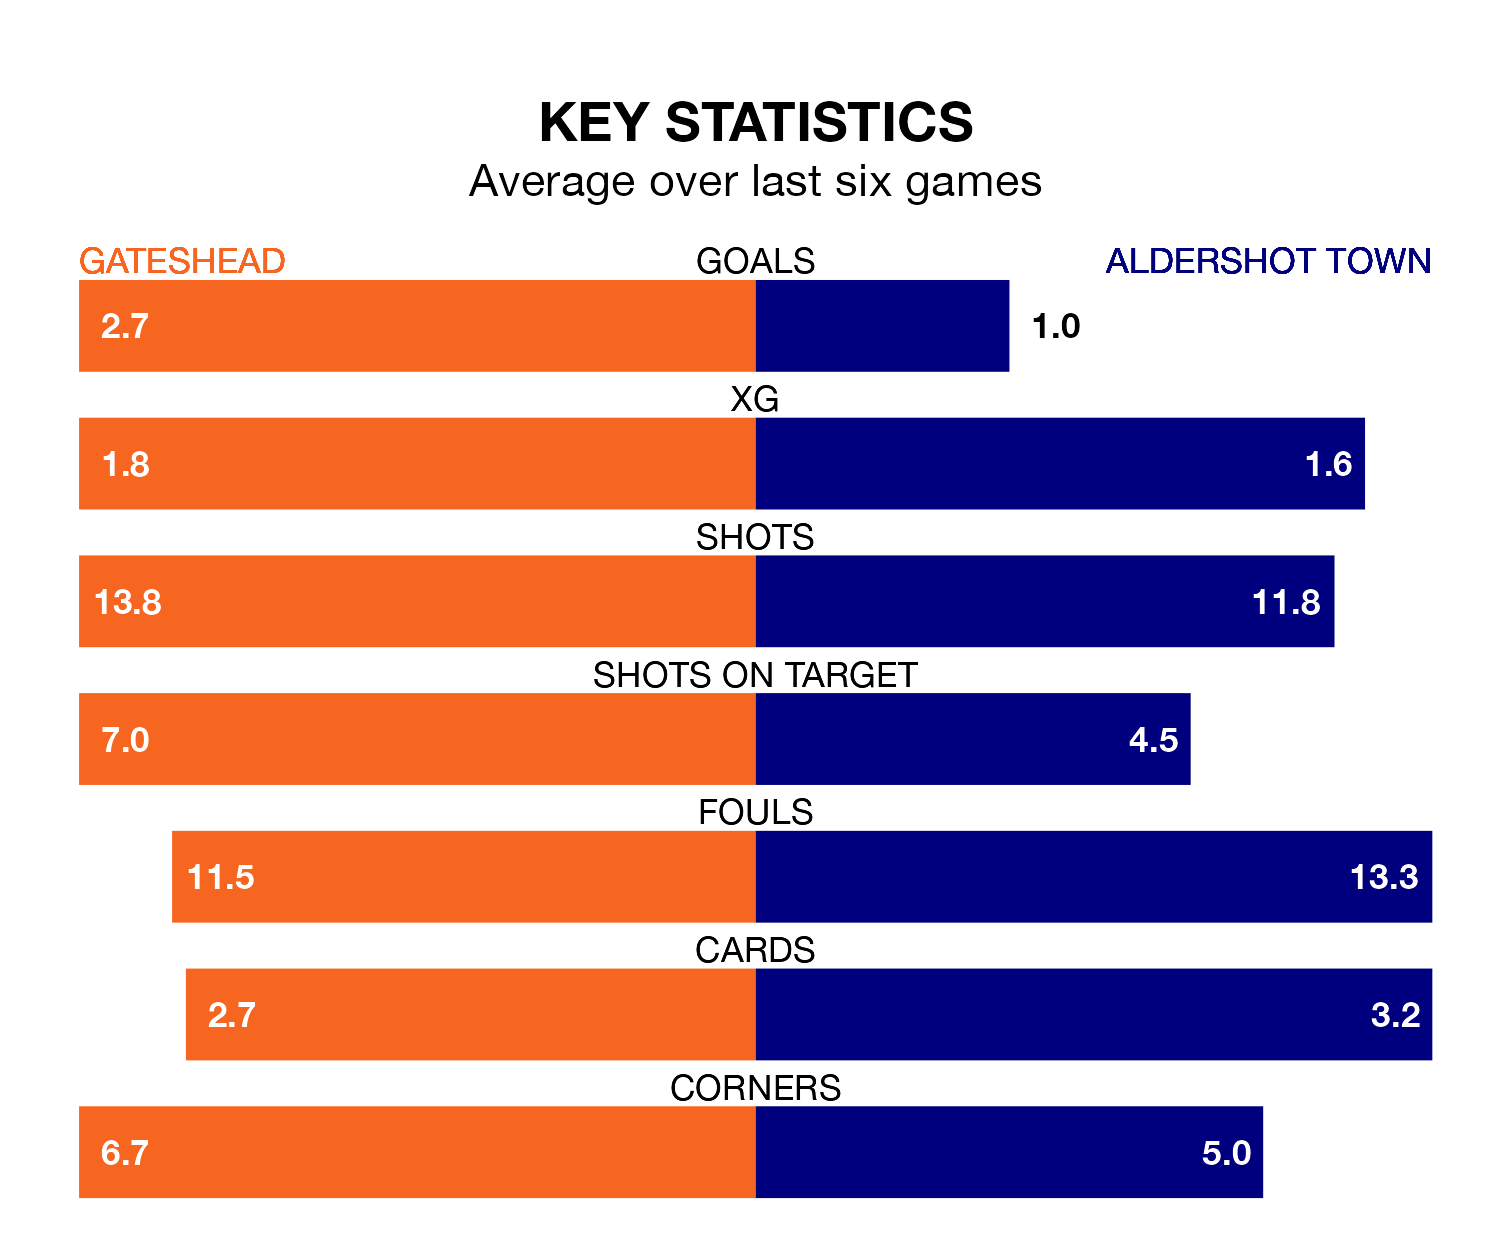 KEY STATISTICS
Average over last six games
GATESHEAD GOALS ALDERSHOT TOWN
2.7 1.0
XG
1.8 1.6
SHOTS
13.8 11.8
SHOTS ON TARGET
7.0 4.5
FOULS
11.5 13.3
CARDS
2.7 3.2
CORNERS
6.7 5.0